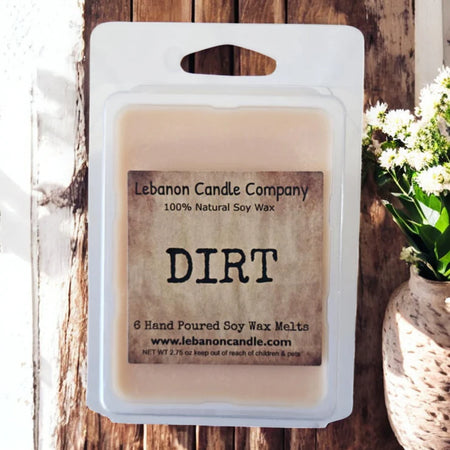 Lebanon Candle Company
100% Natural Soy Wax
DIRT
6 Hand Poured Soy Wax Melts
www.lebanoncandle.com
NET WT 2.75 oz keep out of reach of children & pets